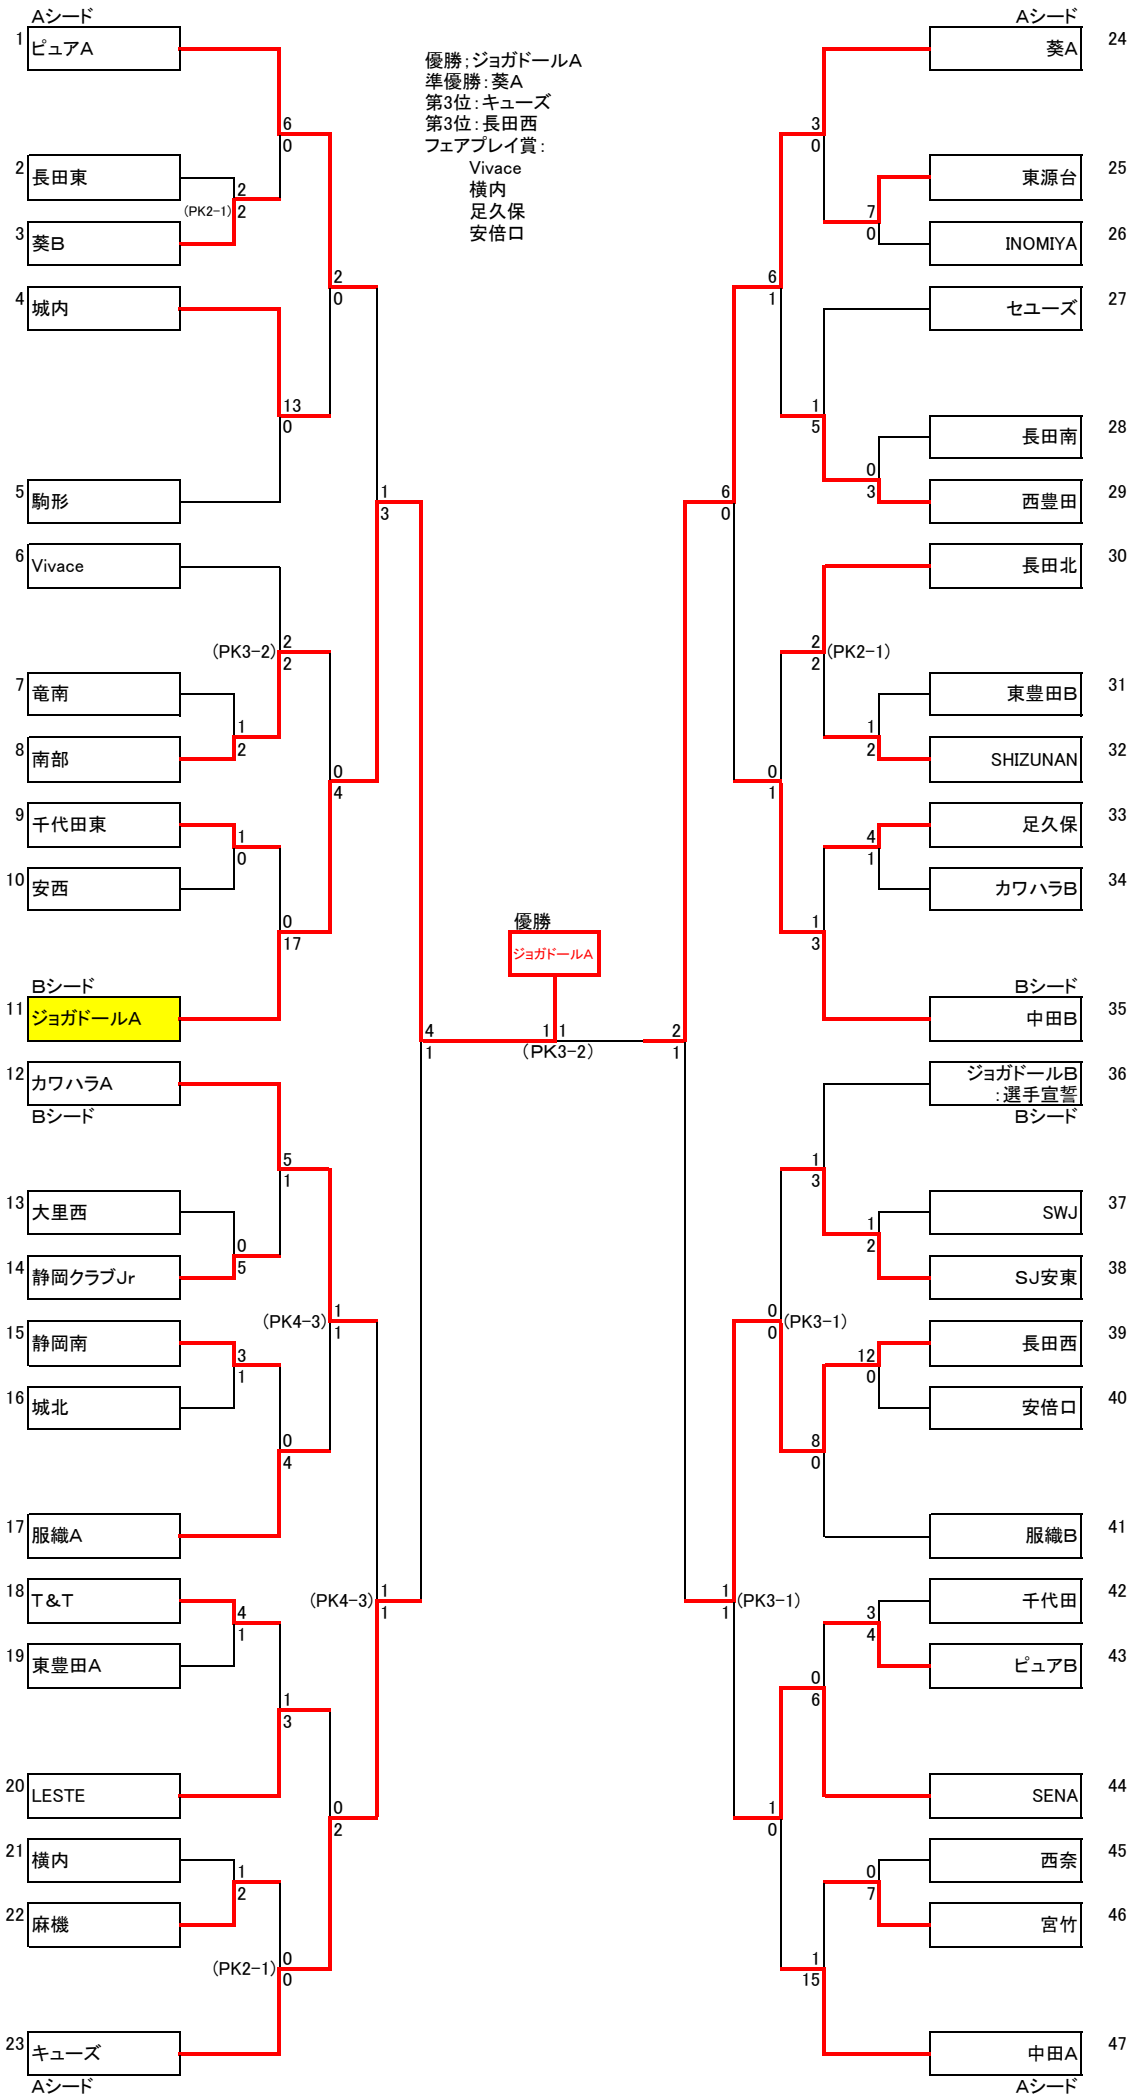 Aシード
1 ピュアA
2 長田東
3 葵B
4 城内
5 駒形
6 Vivace
7 竜南
8 南部
9 千代田東
10 安西
Bシード
11 ジョガドールA
12 カワハラA
Bシード
13 大里西
14 静岡クラブJr
15 静岡南
16 城北
17 服織A
18 T&T
19 東豊田A
20 LESTE
21 横内
22 麻機
23 キューズ
Aシード
6
0
2
(PK2-1) 2
2
0
13
0
1
3
(PK3-2) 2
2
1
2
0
4
1
0
0
17
5
1
0
5
(PK4-3) 1
1
3
1
0
4
4
1
(PK4-3) 1
1
1
3
0
2
1
2
(PK2-1) 0
0
優勝;ジョガドールA
準優勝:葵A
第3位:キューズ
第3位:長田西
フェアプレイ賞:
Vivace
横内
足久保
安倍口
優勝
ジョガドールA
4
1
1 1
(PK3-2)
2
1
3
0
7
0
6
1
1
5
0
3
6
0
2 (PK2-1)
2
1
2
0
1
4
1
1
3
1
3
1
2
0 (PK3-1)
0
12
0
8
0
1 (PK3-1)
1
3
4
0
6
1
0
0
7
1
15
Aシード
葵A 24
東源台 25
INOMIYA 26
セユーズ 27
長田南 28
西豊田 29
長田北 30
東豊田B 31
SHIZUNAN 32
足久保 33
カワハラB 34
Bシード
中田B 35
ジョガドールB 36
:選手宣誓
Bシード
SWJ 37
SJ安東 38
長田西 39
安倍口 40
服織B 41
千代田 42
ピュアB 43
SENA 44
西奈 45
宮竹 46
中田A 47
Aシード